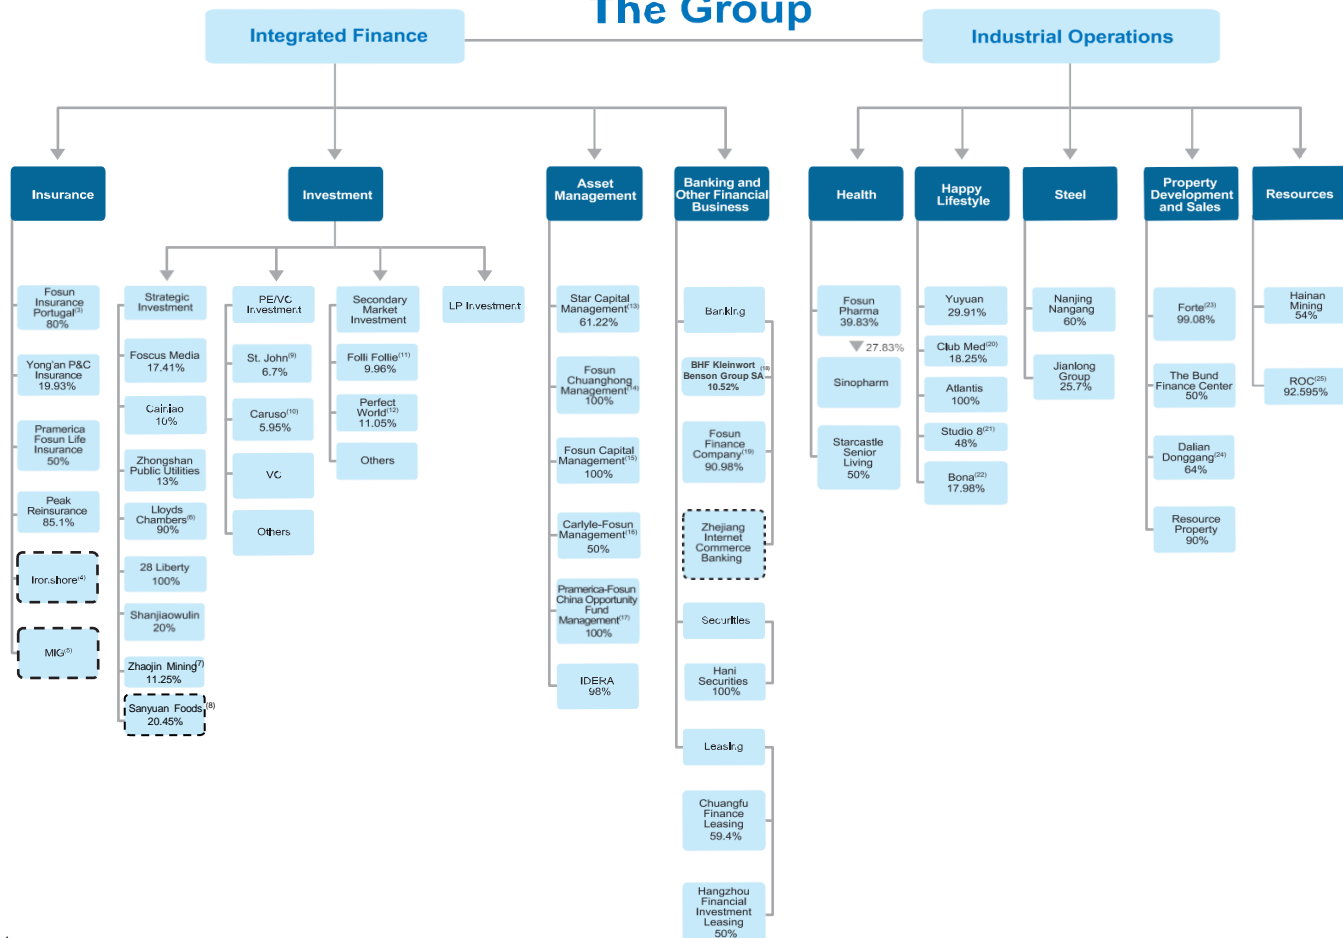 The Group
Integrated Finance
Industrial Operations
Insurance
Investment
Asset
Management
Banking and
Other Financial
Business
Health
Happy
Lifestyle
Steel
Property
Development
and Sales
Resources
Fosun
Insurance
Portugal(3)
80%
Yong'an P&C
Insurance
19.93%
Pramerica
Fosun Life
Insurance
50%
Peak
Reinsurance
85.1%
Ironshore(4)
MIG(5)
Strategic
Investment
Foscus Media
17.41%
Cainiao
10%
Zhongshan
Public Utilities
13%
Lloyds
Chambers(6)
90%
28 Liberty
100%
Shanjiaowulin
20%
Zhaojin Mining(7)
11.25%
Sanyuan Foods(8)
20.45%
PE/VC
Investment
St. John(9)
6.7%
Caruso(10)
5.95%
VC
Others
Secondary
Market
Investment
Folli Follie(11)
9.96%
Perfect
World(12)
11.05%
Others
LP Investment
Star Capital
Management(13)
61.22%
Fosun
Chuanghong
Management(14)
100%
Fosun Capital
Management(15)
100%
Carlyle-Fosun
Management(16)
50%
Pramerica-Fosun
China Opportunity
Fund
Management(17)
100%
IDERA
98%
Banking
BHF Kleinwort
Benson Group SA(18)
10.52%
Fosun
Finance
Company(19)
90.98%
Zhejiang
Internet
Commerce
Banking
Securities
Hani
Securities
100%
Leasing
Chuangfu
Finance
Leasing
59.4%
Hangzhou
Financial
Investment
Leasing
50%
Fosun
Pharma
39.83%
27.83%
Sinopharm
Starcastle
Senior
Living
50%
Yuyuan
29.91%
Club Med(20)
18.25%
Atlantis
100%
Studio 8(21)
48%
Bona(22)
17.98%
Nanjing
Nangang
60%
Jianlong
Group
25.7%
Forte(23)
99.08%
The Bund
Finance Center
50%
Dalian
Donggang(24)
64%
Resource
Property
90%
Hainan
Mining
54%
ROC(25)
92.595%